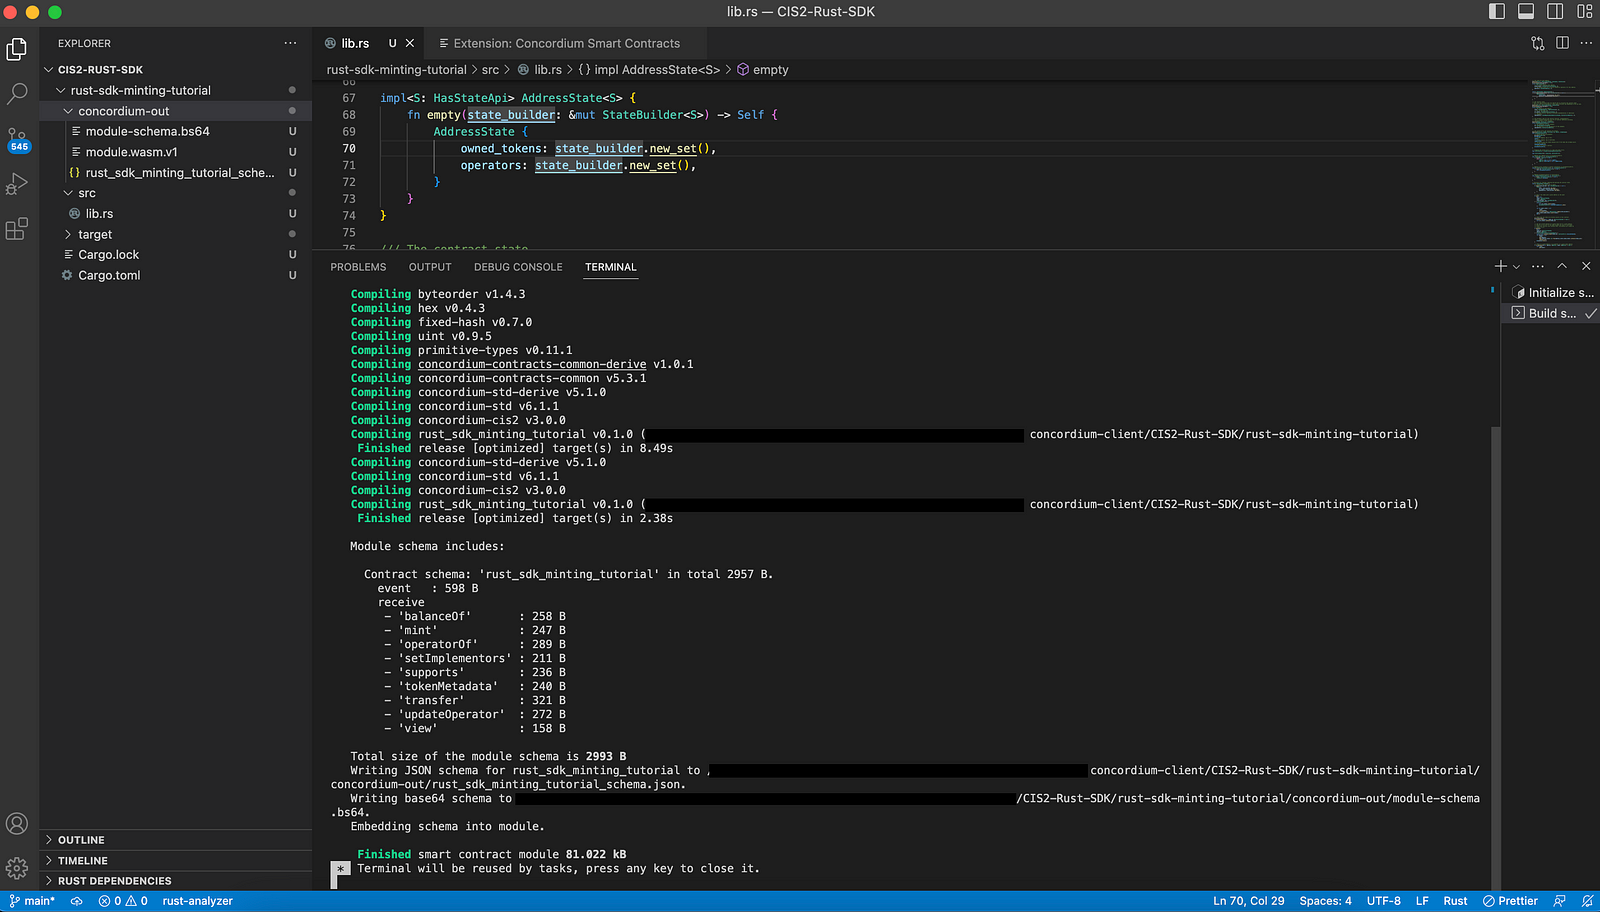 lib.rs — CIS2-Rust-SDK
EXPLORER
CIS2-RUST-SDK
rust-sdk-minting-tutorial
concordium-out
module-schema.bs64 U
module.wasm.v1 U
rust_sdk_minting_tutorial_sche... U
src
lib.rs U
target
Cargo.lock U
Cargo.toml U
545
OUTLINE
TIMELINE
RUST DEPENDENCIES
lib.rs U
Extension: Concordium Smart Contracts
rust-sdk-minting-tutorial > src > lib.rs > {} impl AddressState<S> > empty
66
67 impl<S: HasStateApi> AddressState<S> {
68 fn empty(state_builder: &mut StateBuilder<S>) -> Self {
69 AddressState {
70 owned_tokens: state_builder.new_set(),
71 operators: state_builder.new_set(),
72 }
73 }
74 }
75
76 /// The contract state
PROBLEMS OUTPUT DEBUG CONSOLE TERMINAL
Initialize s...
Build s...
Compiling byteorder v1.4.3
Compiling hex v0.4.3
Compiling fixed-hash v0.7.0
Compiling uint v0.9.5
Compiling primitive-types v0.11.1
Compiling concordium-contracts-common-derive v1.0.1
Compiling concordium-contracts-common v5.3.1
Compiling concordium-std-derive v5.1.0
Compiling concordium-std v6.1.1
Compiling concordium-cis2 v3.0.0
Compiling rust_sdk_minting_tutorial v0.1.0 ( concordium-client/CIS2-Rust-SDK/rust-sdk-minting-tutorial)
Finished release [optimized] target(s) in 8.49s
Compiling concordium-std-derive v5.1.0
Compiling concordium-std v6.1.1
Compiling concordium-cis2 v3.0.0
Compiling rust_sdk_minting_tutorial v0.1.0 ( concordium-client/CIS2-Rust-SDK/rust-sdk-minting-tutorial)
Finished release [optimized] target(s) in 2.38s
Module schema includes:
Contract schema: 'rust_sdk_minting_tutorial' in total 2957 B.
event : 598 B
receive
- 'balanceOf' : 258 B
- 'mint' : 247 B
- 'operatorOf' : 289 B
- 'setImplementors' : 211 B
- 'supports' : 236 B
- 'tokenMetadata' : 240 B
- 'transfer' : 321 B
- 'updateOperator' : 272 B
- 'view' : 158 B
Total size of the module schema is 2993 B
Writing JSON schema for rust_sdk_minting_tutorial to / concordium-client/CIS2-Rust-SDK/rust-sdk-minting-tutorial/
concordium-out/rust_sdk_minting_tutorial_schema.json.
Writing base64 schema to /CIS2-Rust-SDK/rust-sdk-minting-tutorial/concordium-out/module-schema
.bs64.
Embedding schema into module.
Finished smart contract module 81.022 kB
* Terminal will be reused by tasks, press any key to close it.
main* 0 0 rust-analyzer Ln 70, Col 29 Spaces: 4 UTF-8 LF Rust Prettier